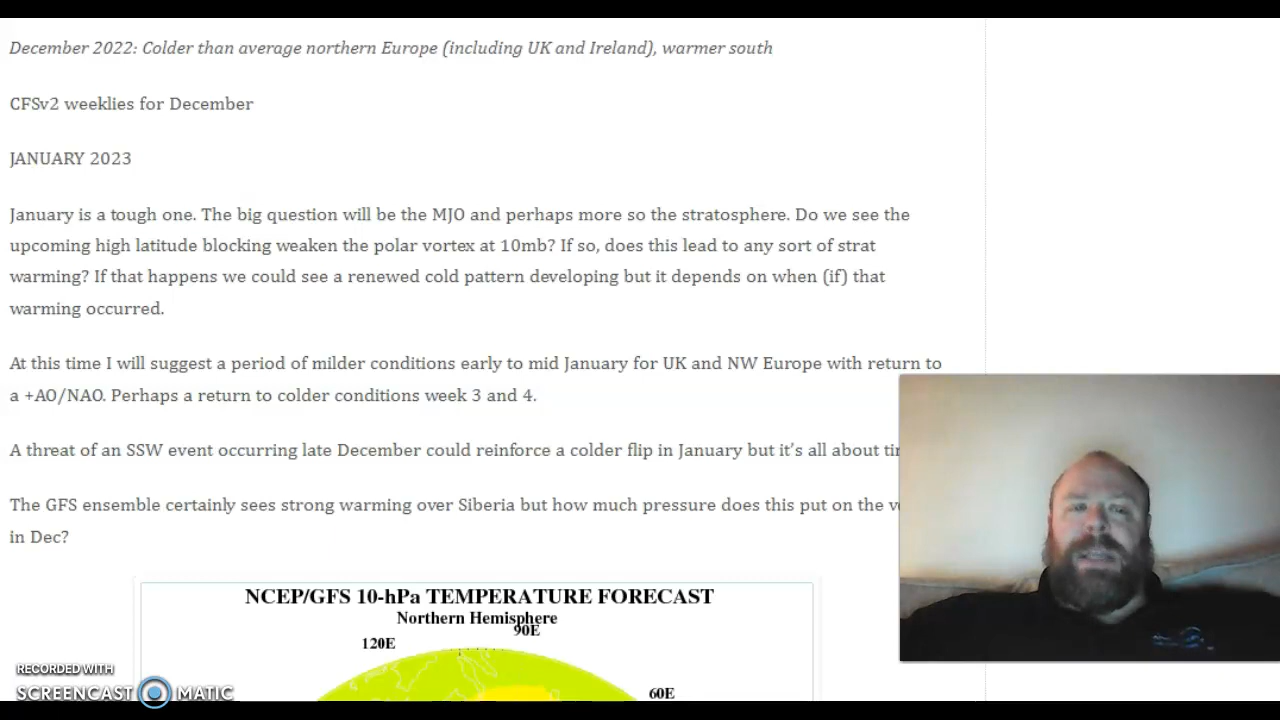 December 2022: Colder than average northern Europe (including UK and Ireland), warmer south
CFSv2 weeklies for December
JANUARY 2023
January is a tough one. The big question will be the MJO and perhaps more so the stratosphere. Do we see the
upcoming high latitude blocking weaken the polar vortex at 10mb? If so, does this lead to any sort of strat
warming? If that happens we could see a renewed cold pattern developing but it depends on when (if) that
warming occurred.
At this time I will suggest a period of milder conditions early to mid January for UK and NW Europe with return to
a +AO/NAO. Perhaps a return to colder conditions week 3 and 4.
A threat of an SSW event occurring late December could reinforce a colder flip in January but it's all about
The GFS ensemble certainly sees strong warming over Siberia but how much pressure does this put on the
in Dec?
NCEP/GFS 10-hPa TEMPERATURE FORECAST
Northern Hemisphere
90E
120E
60E
RECORDED WITH
SCREENCAST MATIC